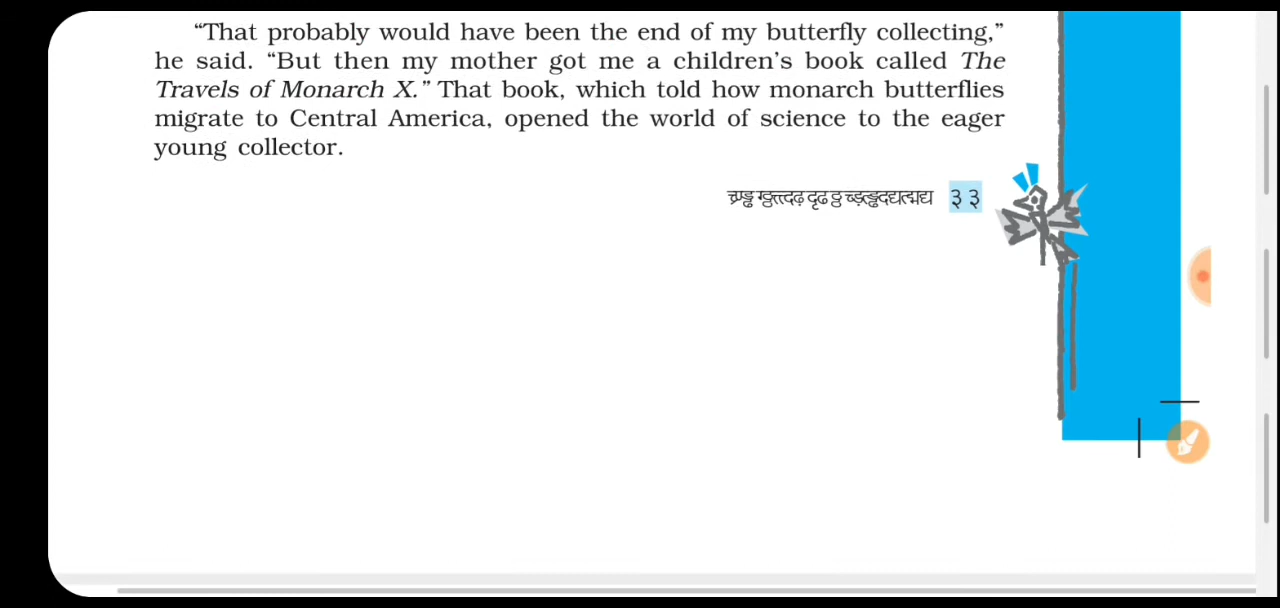 “That probably would have been the end of my butterfly collecting,”
he said. “But then my mother got me a children’s book called The
Travels of Monarch X.” That book, which told how monarch butterflies
migrate to Central America, opened the world of science to the eager
young collector.
३३